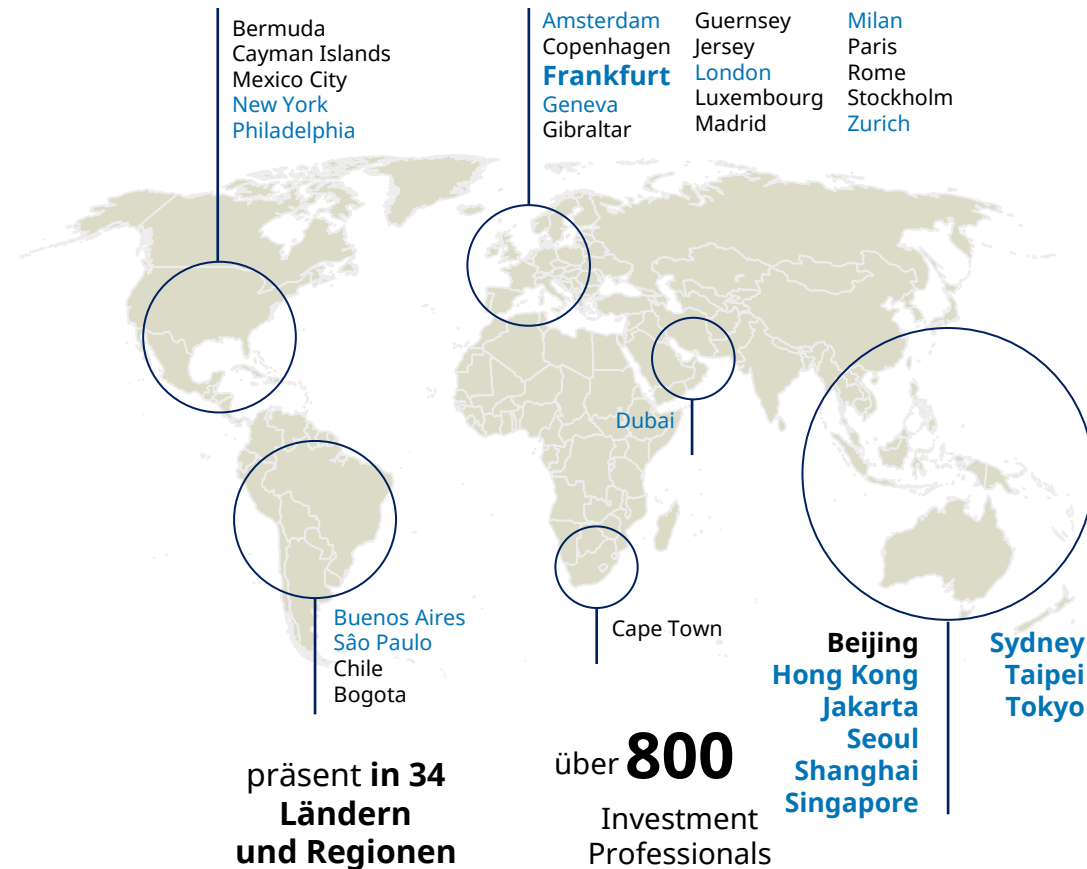 Bermuda
Cayman Islands
Mexico City
New York
Philadelphia
Amsterdam
Copenhagen
Frankfurt
Geneva
Gibraltar
Guernsey
Jersey
London
Luxembourg
Madrid
Milan
Paris
Rome
Stockholm
Zurich
Dubai
Buenos Aires
Sâo Paulo
Chile
Bogota
Cape Town
Beijing
Hong Kong
Jakarta
Seoul
Shanghai
Singapore
Sydney
Taipei
Tokyo
präsent in 34
Ländern
und Regionen
über 800
Investment
Professionals